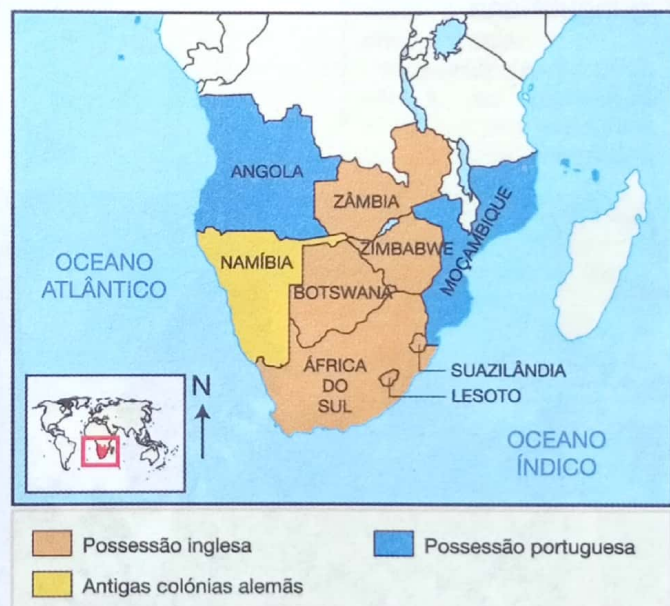 ANGOLA
ZÂMBIA
MOÇAMBIQUE
ZIMBABWE
NAMÍBIA
BOTSWANA
OCEANO
ATLÂNTICO
ÁFRICA
DO
SUL
SUAZILÂNDIA
LESOTO
N
OCEANO
ÍNDICO
Possessão inglesa
Possessão portuguesa
Antigas colónias alemãs